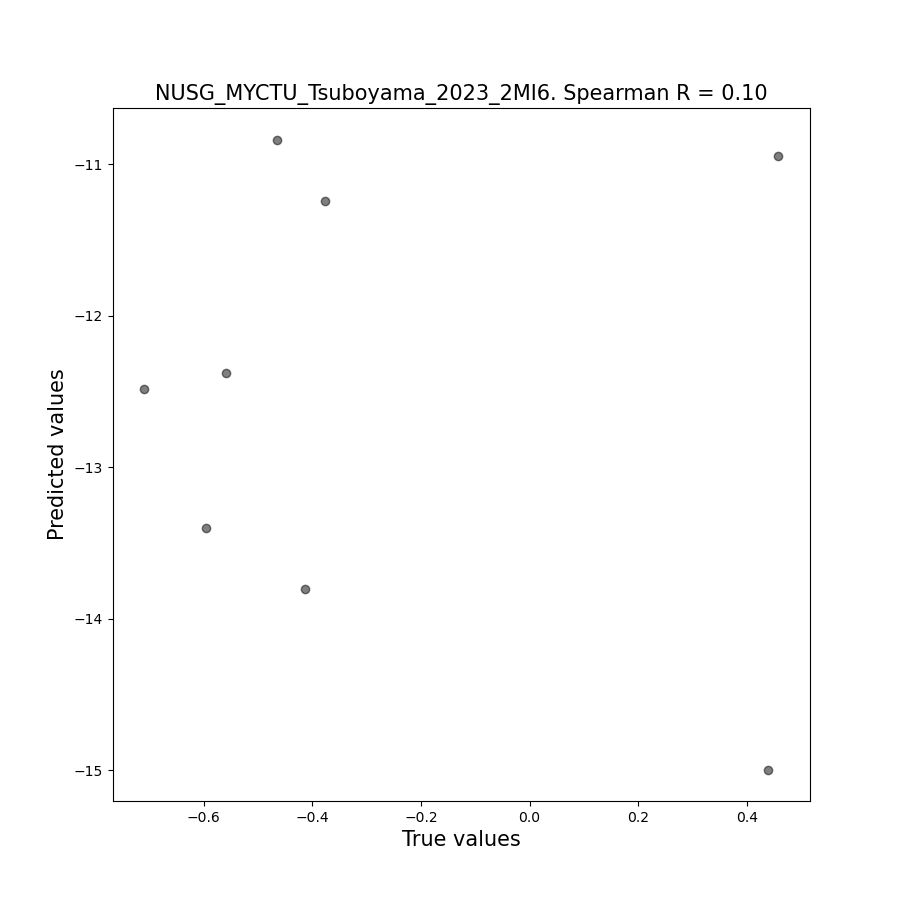 NUSG_MYCTU_Tsuboyama_2023_2MI6. Spearman R = 0.10
−11
−12
−13
−14
−15
Predicted values
−0.6 −0.4 −0.2 0.0 0.2 0.4
True values